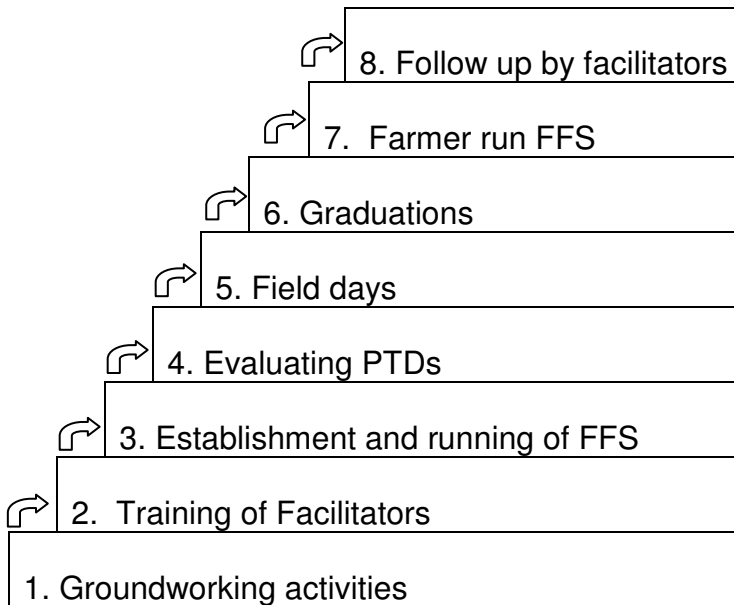 8. Follow up by facilitators
7. Farmer run FFS
6. Graduations
5. Field days
4. Evaluating PTDs
3. Establishment and running of FFS
2. Training of Facilitators
1. Groundworking activities